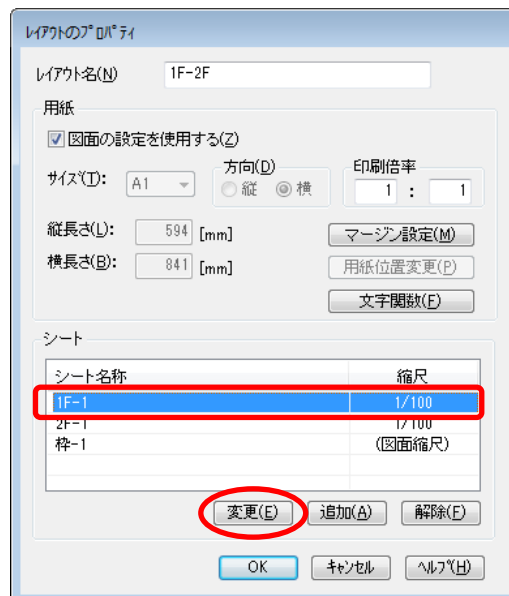 ﾚｲｱｳﾄのﾌﾟﾛﾊﾟﾃｨ
ﾚｲｱｳﾄ名(N) 1F-2F
用紙
図面の設定を使用する(Z)
方向(D) 印刷倍率
ｻｲｽﾞ(T): A1 縦 横 1 : 1
縦長さ(L): 594 [mm] マージン設定(M)
横長さ(B): 841 [mm] 用紙位置変更(P)
文字関数(F)
シート
シート名称 縮尺
1F-1 1/100
2F-1 1/100
枠-1 (図面縮尺)
変更(E) 追加(A) 解除(F)
OK ｷｬﾝｾﾙ ﾍﾙﾌﾟ(H)